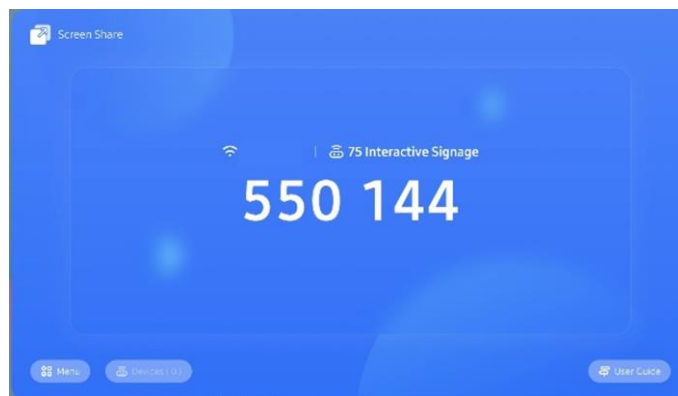 Screen Share
75 Interactive Signage
550 144
Menu
Devices ( 0 )
User Guide